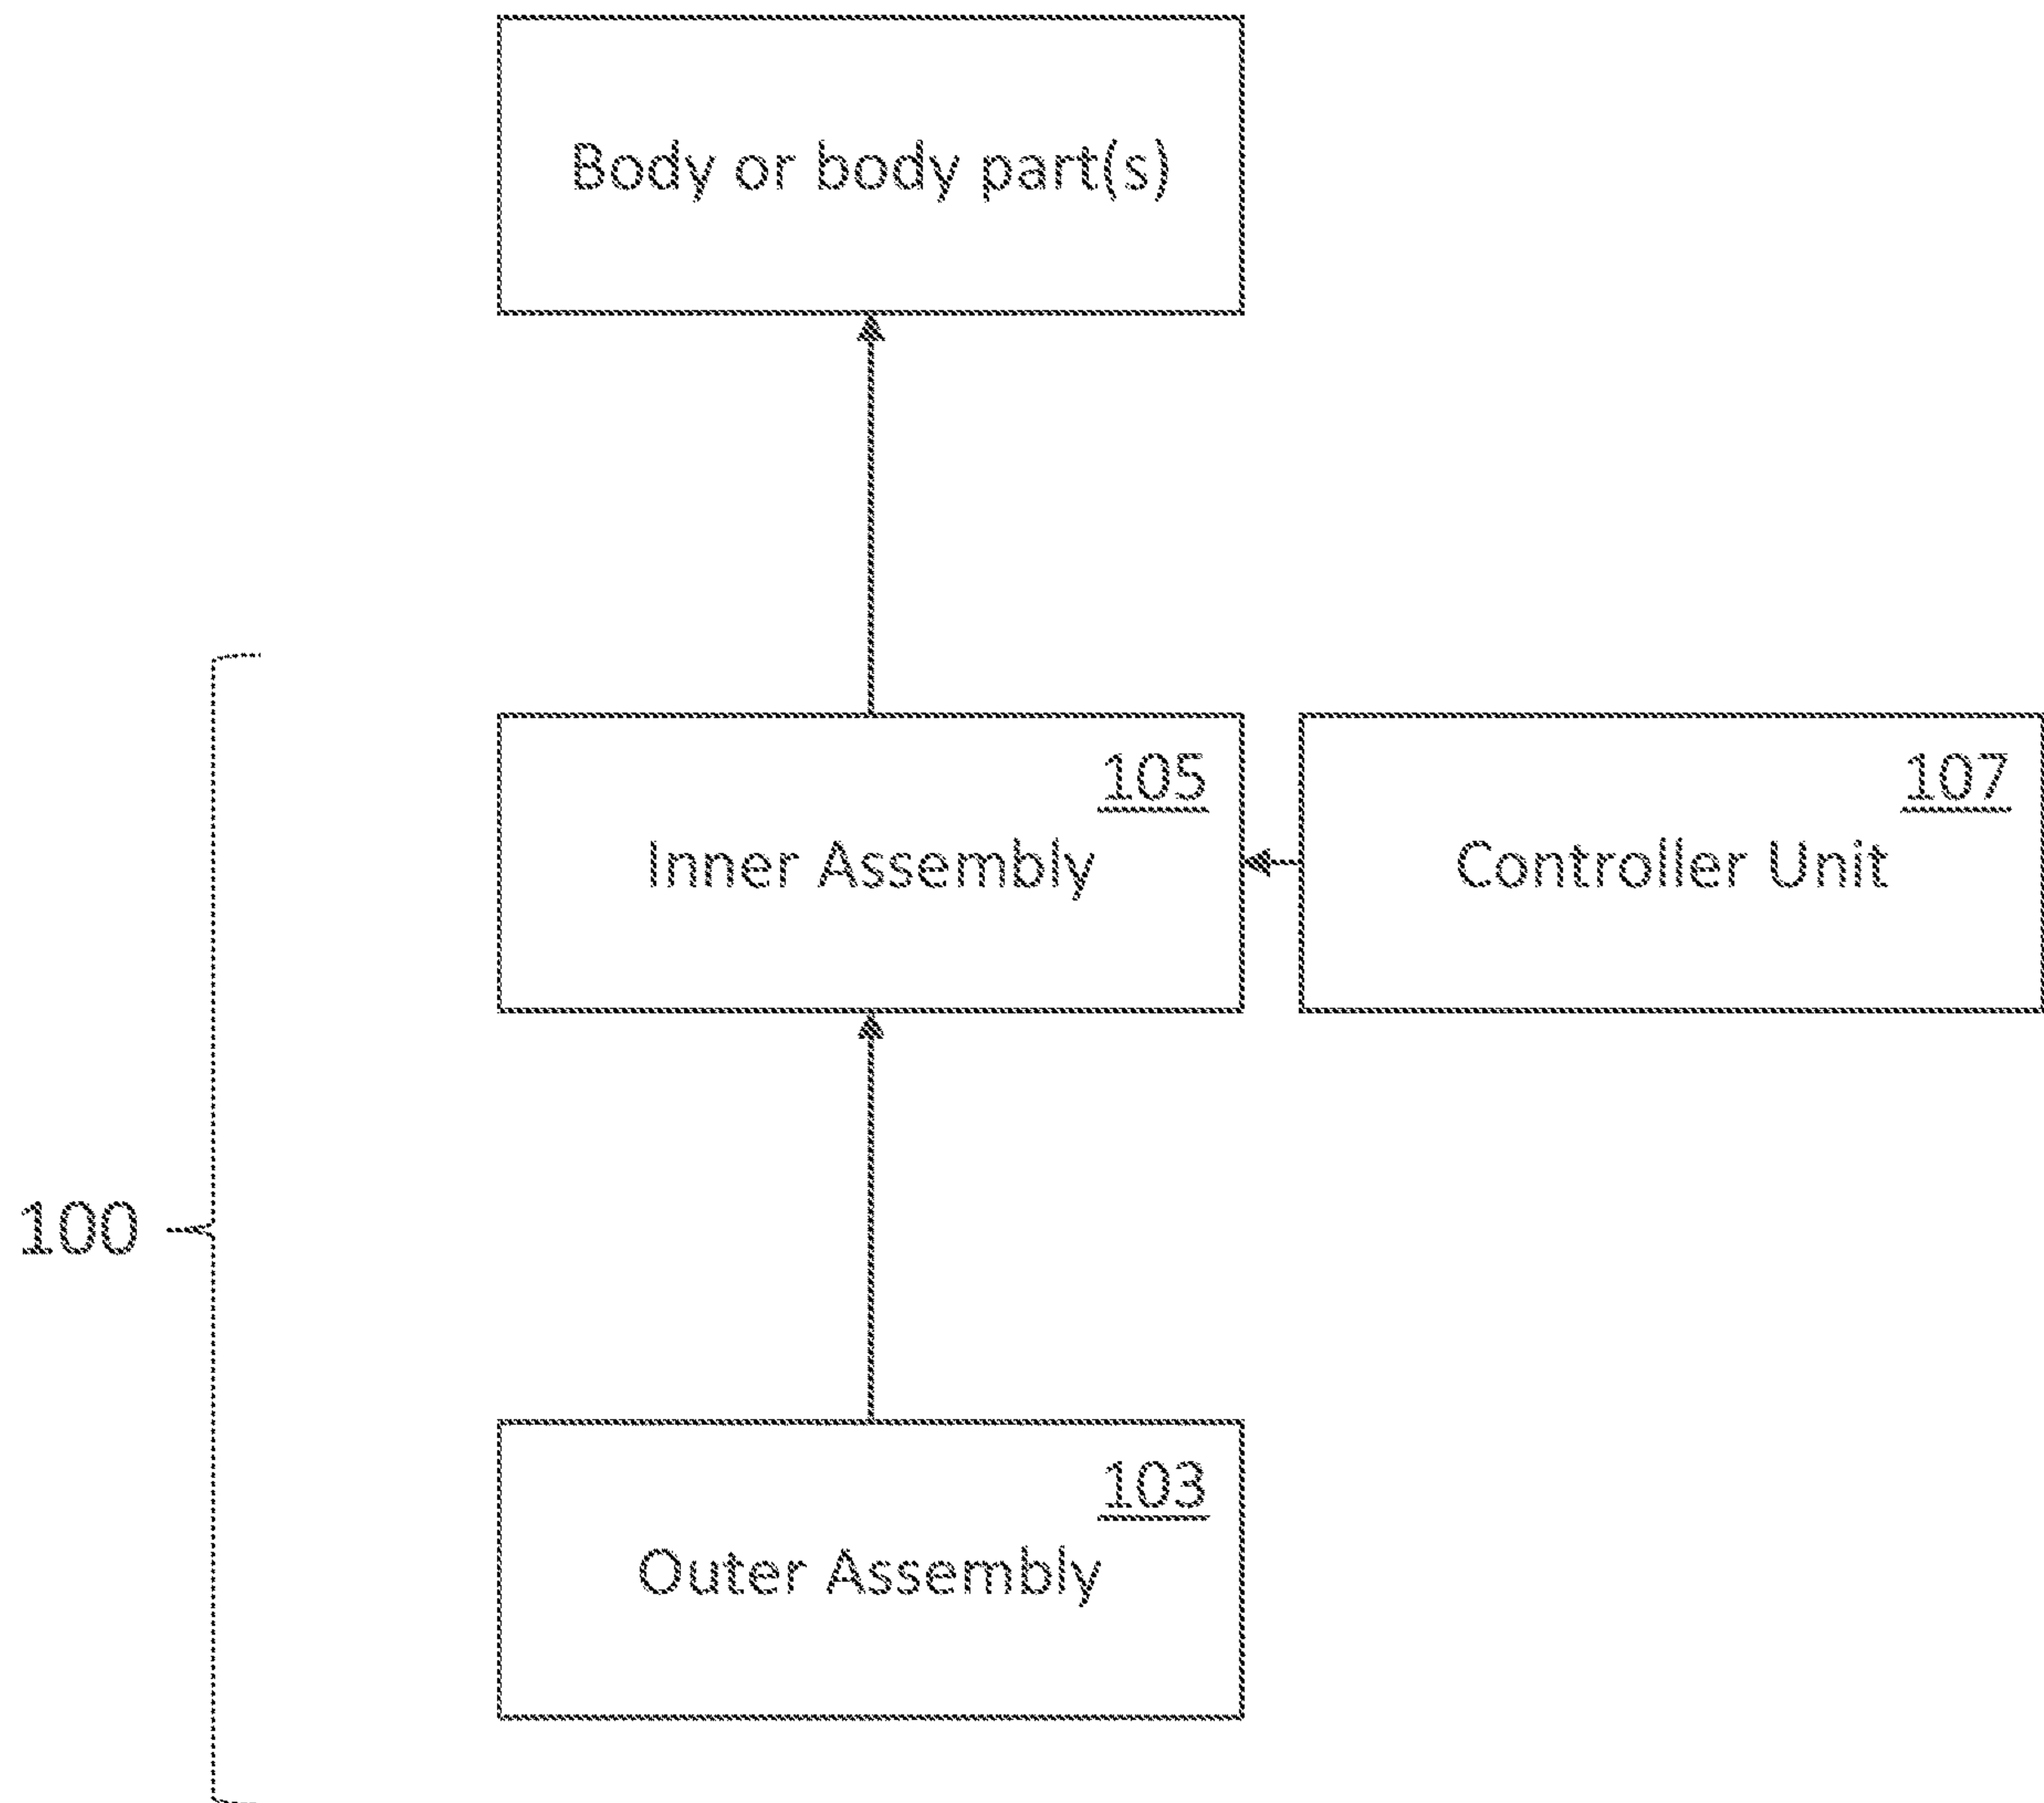 Body or body part(s)
105
Inner Assembly
107
Controller Unit
100
103
Outer Assembly